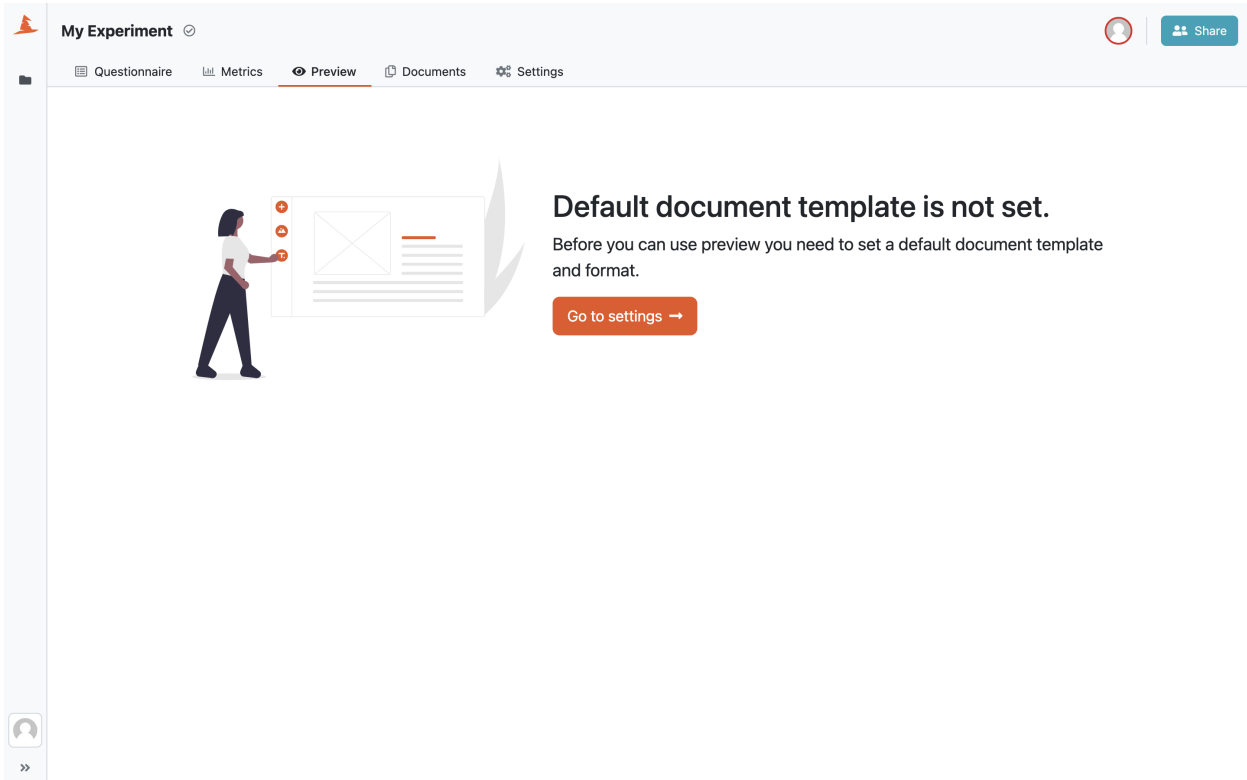 My Experiment
Share
Questionnaire
Metrics
Preview
Documents
Settings
Default document template is not set.
Before you can use preview you need to set a default document template
and format.
Go to settings